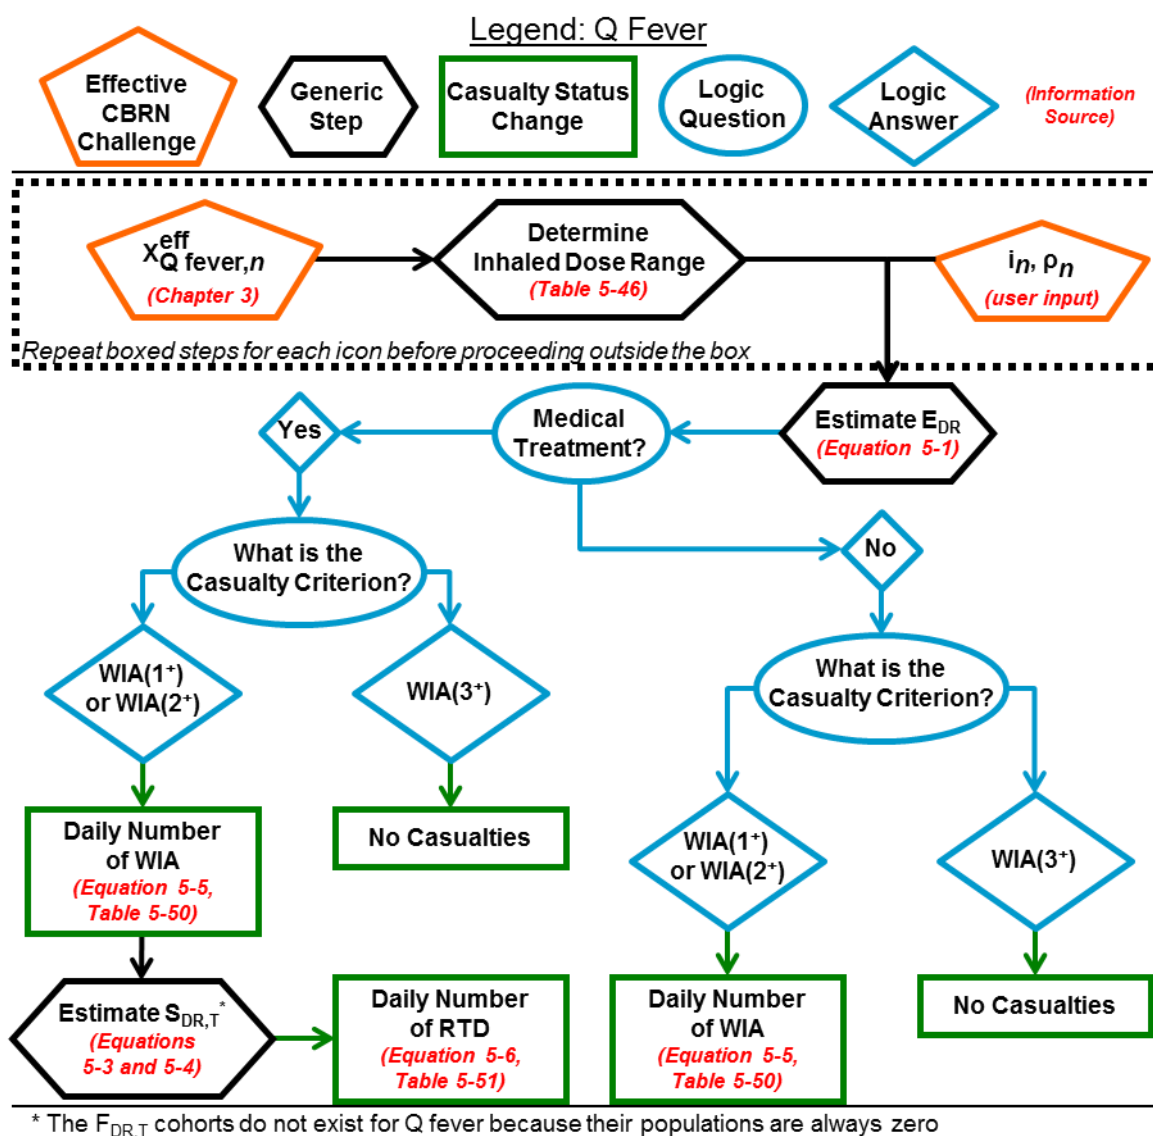 Legend: Q Fever
Effective
CBRN
Challenge
Generic
Step
Casualty Status
Change
Logic
Question
Logic
Answer
(Information
Source)
X^eff_Q fever,n
(Chapter 3)
Determine
Inhaled Dose Range
(Table 5-46)
i_n, ρ_n
(user input)
Repeat boxed steps for each icon before proceeding outside the box
Yes
Medical
Treatment?
Estimate E_DR
(Equation 5-1)
No
What is the
Casualty Criterion?
WIA(1⁺)
or WIA(2⁺)
WIA(3⁺)
What is the
Casualty Criterion?
Daily Number
of WIA
(Equation 5-5,
Table 5-50)
No Casualties
WIA(1⁺)
or WIA(2⁺)
WIA(3⁺)
Estimate S_DR,T*
(Equations
5-3 and 5-4)
Daily Number
of RTD
(Equation 5-6,
Table 5-51)
Daily Number
of WIA
(Equation 5-5,
Table 5-50)
No Casualties
* The F_DR,T cohorts do not exist for Q fever because their populations are always zero